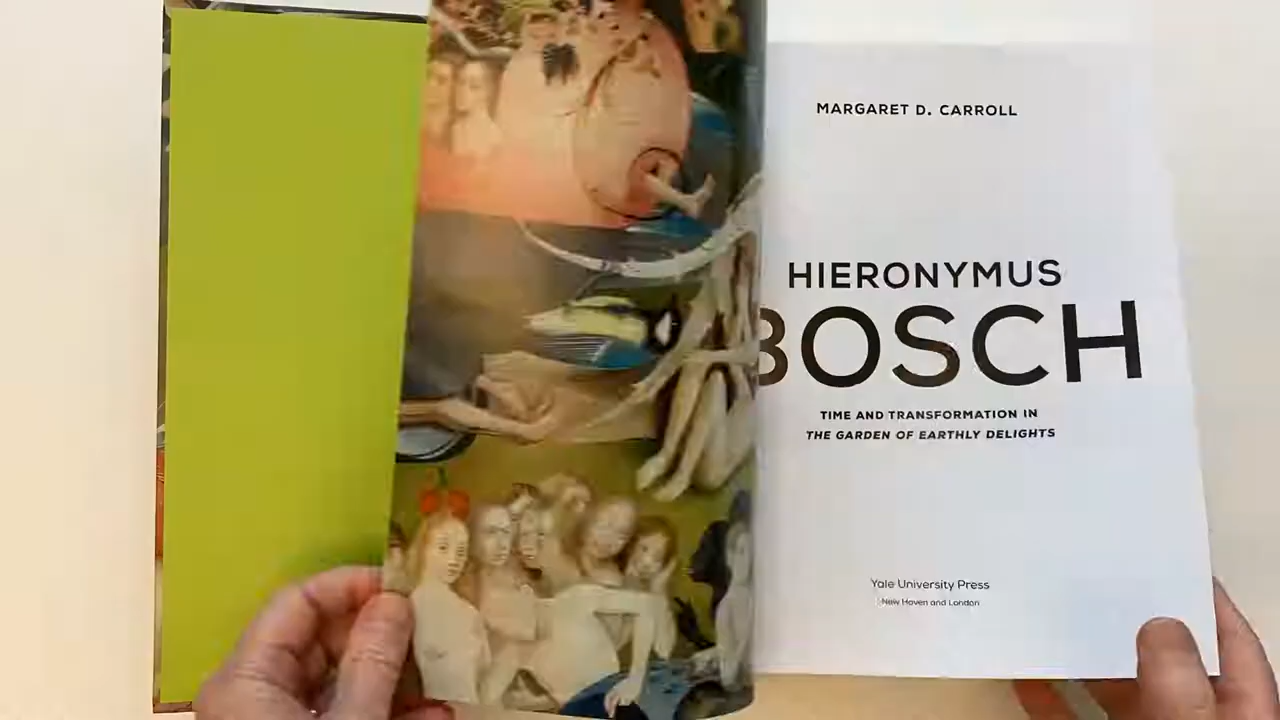 MARGARET D. CARROLL
HIERONYMUS
BOSCH
TIME AND TRANSFORMATION IN
THE GARDEN OF EARTHLY DELIGHTS
Yale University Press
New Haven and London